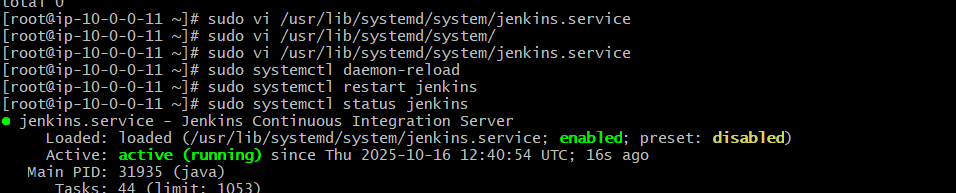 total 0
[root@ip-10-0-0-11 ~]# sudo vi /usr/lib/systemd/system/jenkins.service
[root@ip-10-0-0-11 ~]# sudo vi /usr/lib/systemd/system/
[root@ip-10-0-0-11 ~]# sudo vi /usr/lib/systemd/system/jenkins.service
[root@ip-10-0-0-11 ~]# sudo systemctl daemon-reload
[root@ip-10-0-0-11 ~]# sudo systemctl restart jenkins
[root@ip-10-0-0-11 ~]# sudo systemctl status jenkins
● jenkins.service - Jenkins Continuous Integration Server
     Loaded: loaded (/usr/lib/systemd/system/jenkins.service; enabled; preset: disabled)
     Active: active (running) since Thu 2025-10-16 12:40:54 UTC; 16s ago
   Main PID: 31935 (java)
      Tasks: 44 (limit: 1053)